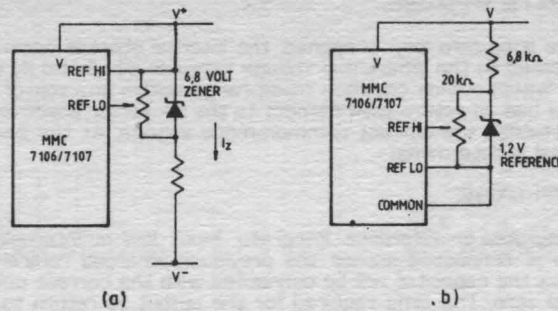 V⁺
V
REF HI
REF LO
MMC
7106/7107
6,8 VOLT
ZENER
Iz
V⁻
(a)
V
V
6,8 kΩ
20 kΩ
MMC
7106/7107
REF HI
REF LO
1,2 V
REFERENCE
COMMON
b)